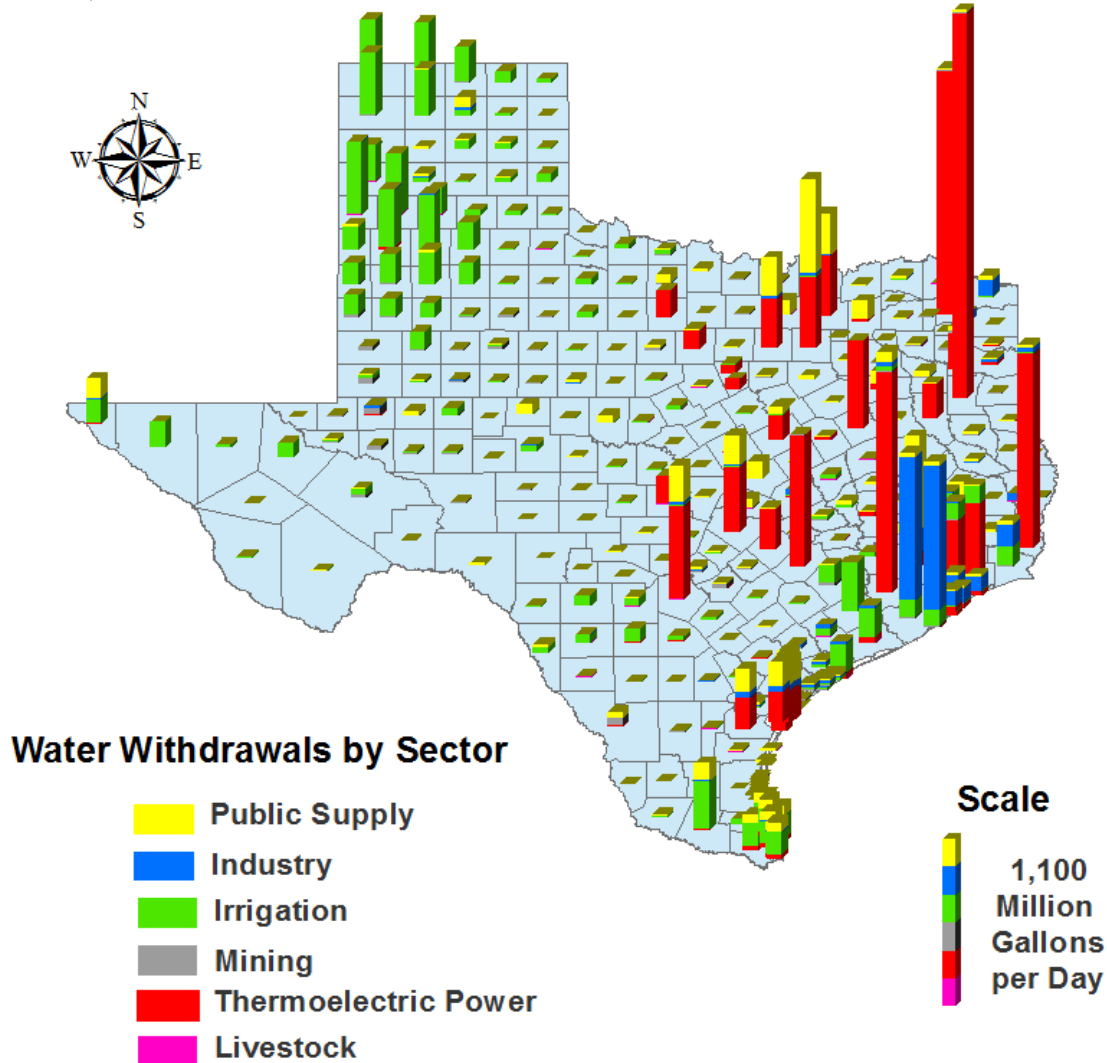 N
W
E
S
Water Withdrawals by Sector
Public Supply
Industry
Irrigation
Mining
Thermoelectric Power
Livestock
Scale
1,100
Million
Gallons
per Day